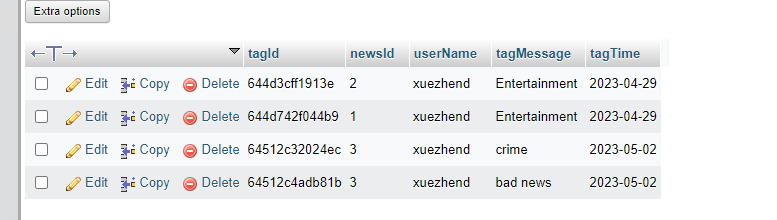 Extra options
←T→ tagId newsId userName tagMessage tagTime
Edit Copy Delete 644d3cff1913e 2 xuezhend Entertainment 2023-04-29
Edit Copy Delete 644d742f044b9 1 xuezhend Entertainment 2023-04-29
Edit Copy Delete 64512c32024ec 3 xuezhend crime 2023-05-02
Edit Copy Delete 64512c4adb81b 3 xuezhend bad news 2023-05-02